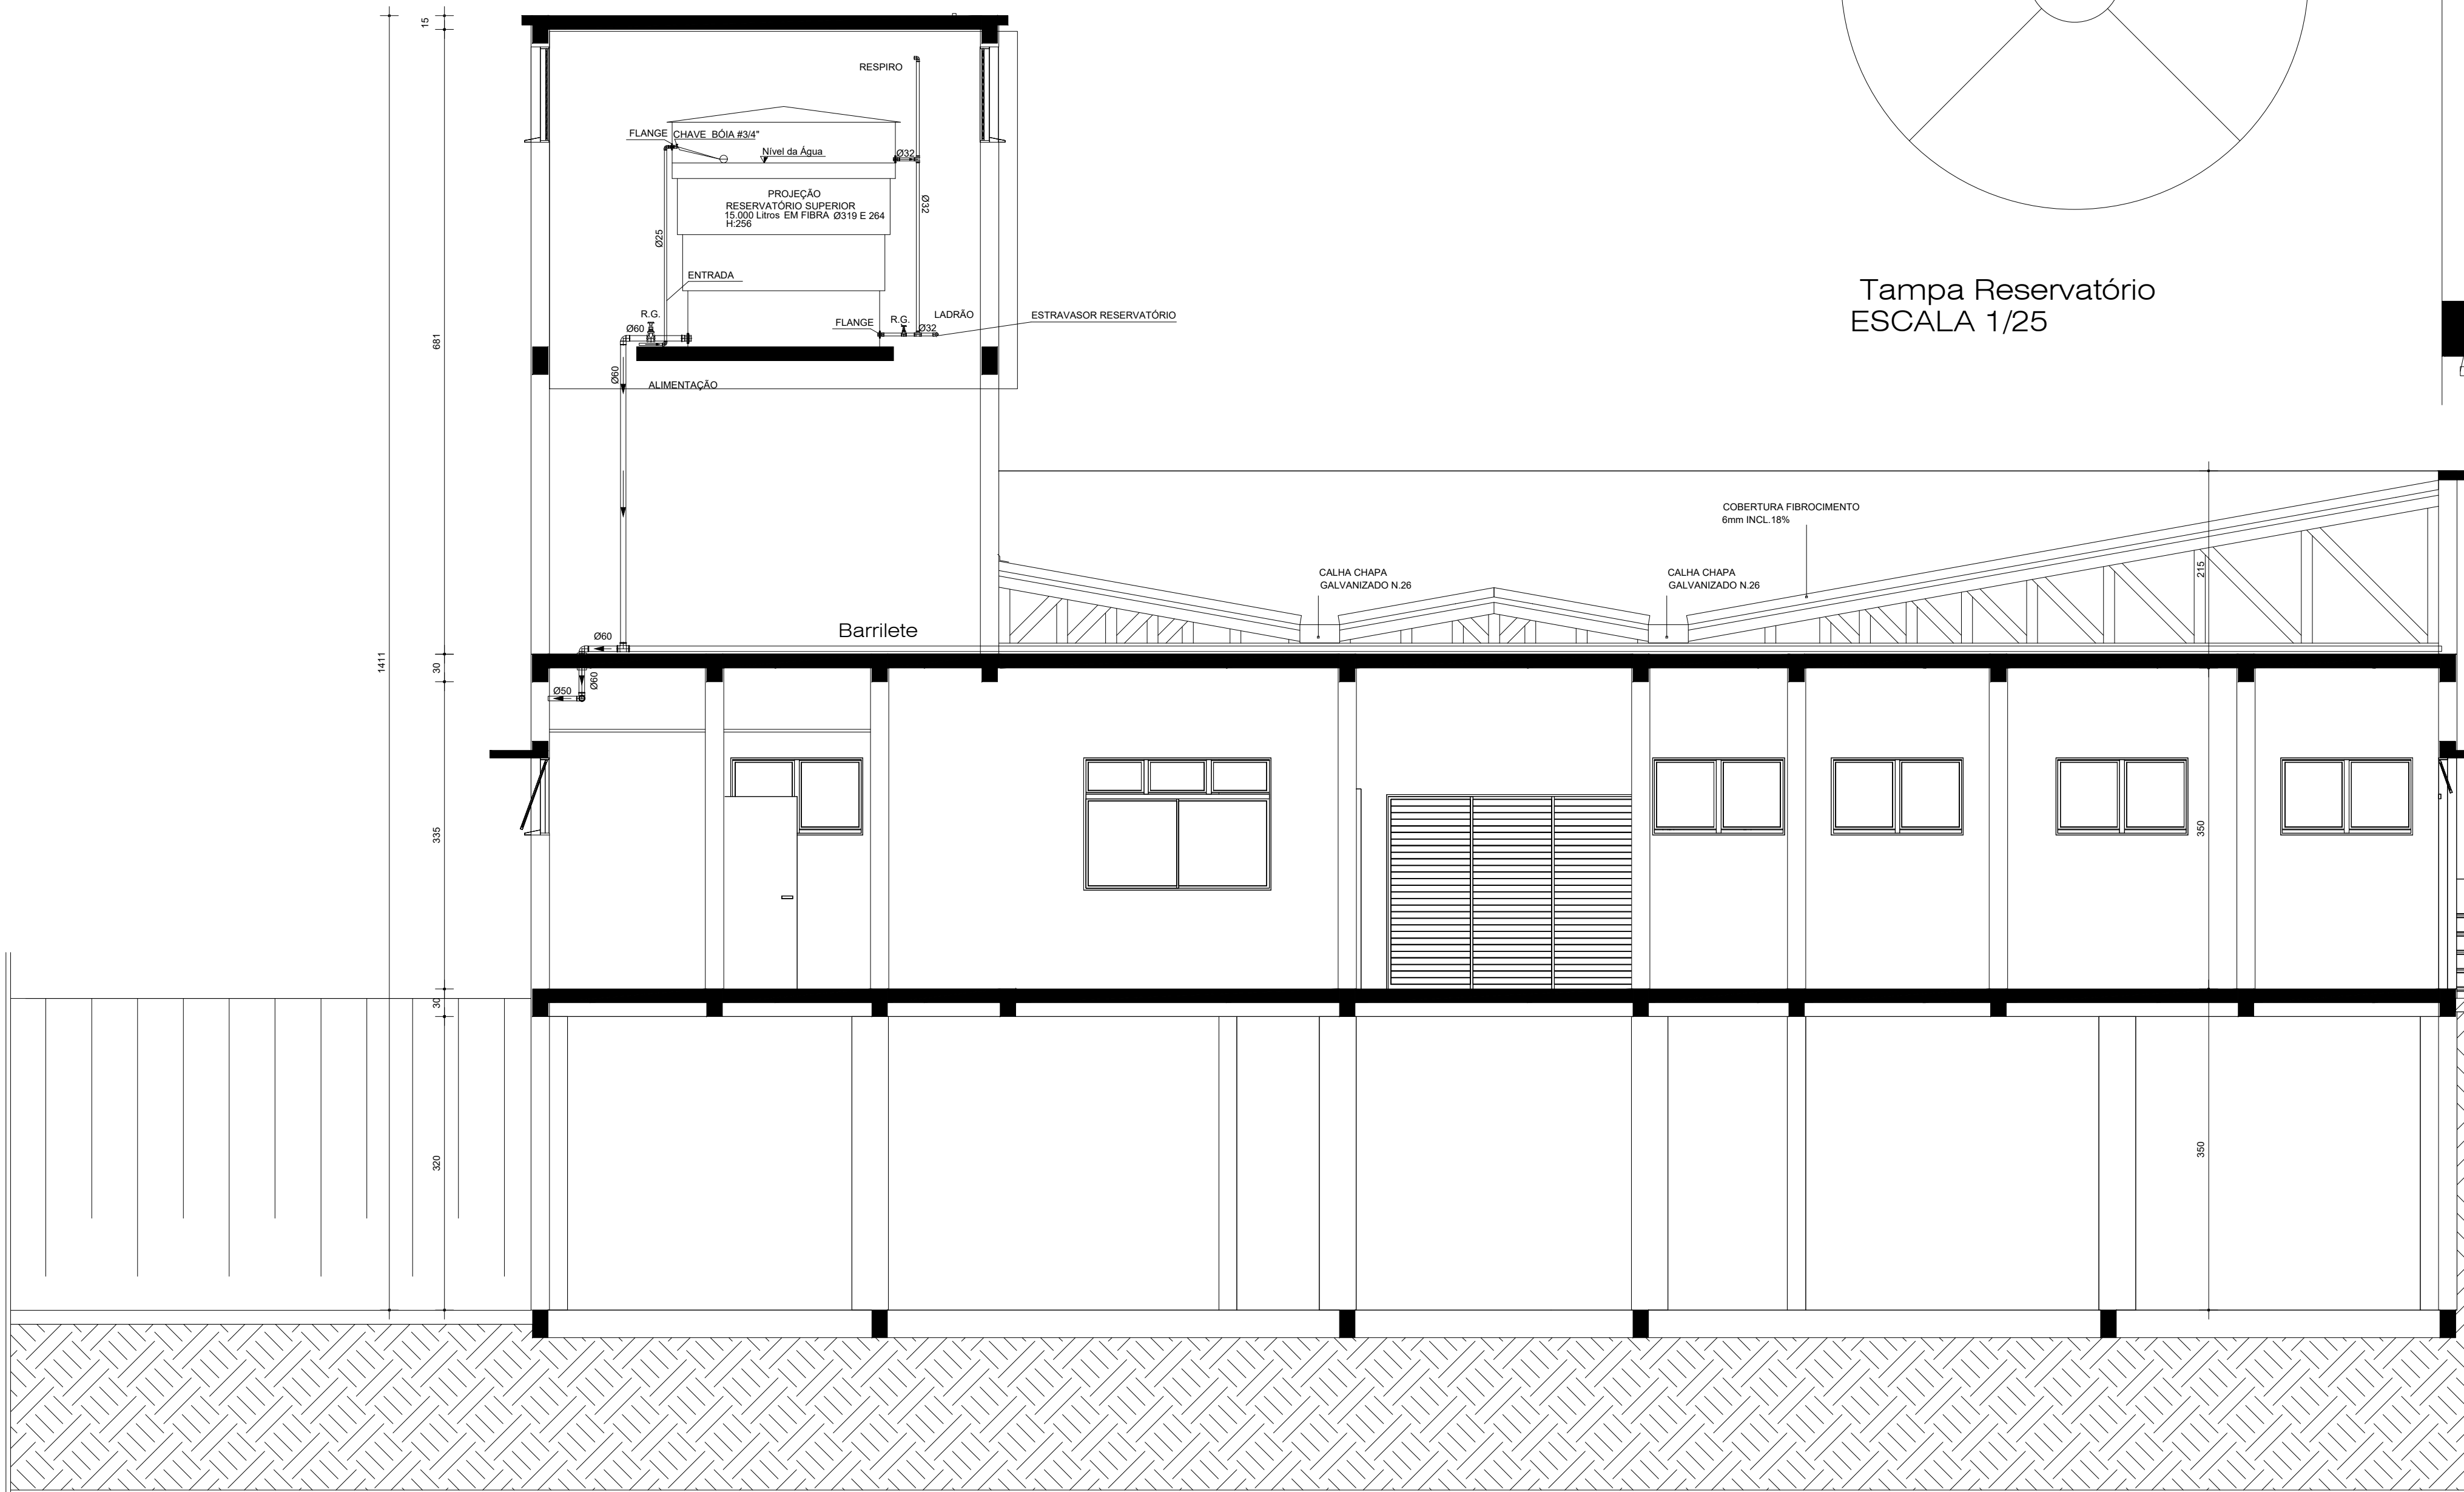 15
RESPIRO
FLANGE
CHAVE BÓIA #3/4"
Nível da Água
Ø32
PROJEÇÃO
RESERVATÓRIO SUPERIOR
15.000 Litros EM FIBRA Ø319 E 264
H:256
Ø32
Ø25
ENTRADA
R.G.
Ø60
FLANGE
R.G.
LADRÃO
Ø32
ESTRAVASOR RESERVATÓRIO
Tampa Reservatório
ESCALA 1/25
681
Ø60
ALIMENTAÇÃO
COBERTURA FIBROCIMENTO
6mm INCL.18%
CALHA CHAPA
GALVANIZADO N.26
CALHA CHAPA
GALVANIZADO N.26
215
Barrilete
Ø60
1411
30
Ø60
Ø50
335
350
30
320
350